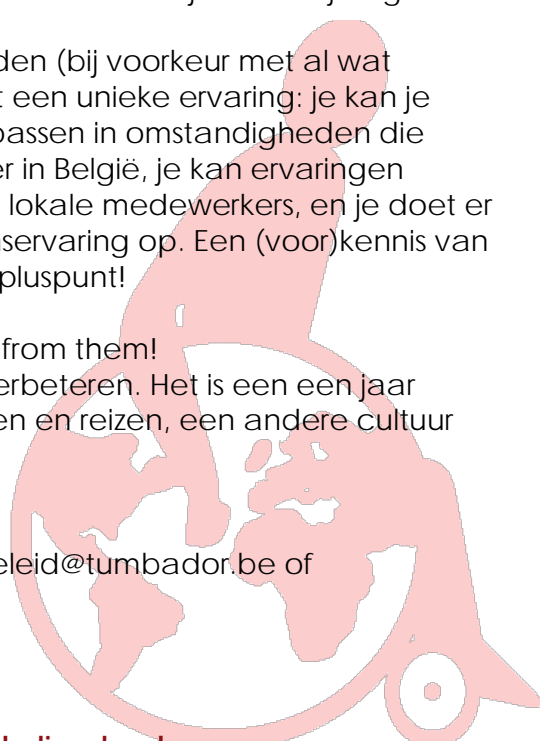 den (bij voorkeur met al wat
een unieke ervaring: je kan je
passen in omstandigheden die
er in België, je kan ervaringen
lokale medewerkers, en je doet er
servaring op. Een (voor)kennis van
pluspunt!
from them!
erbeteren. Het is een een jaar
en en reizen, een andere cultuur
eleid@tumbador.be of